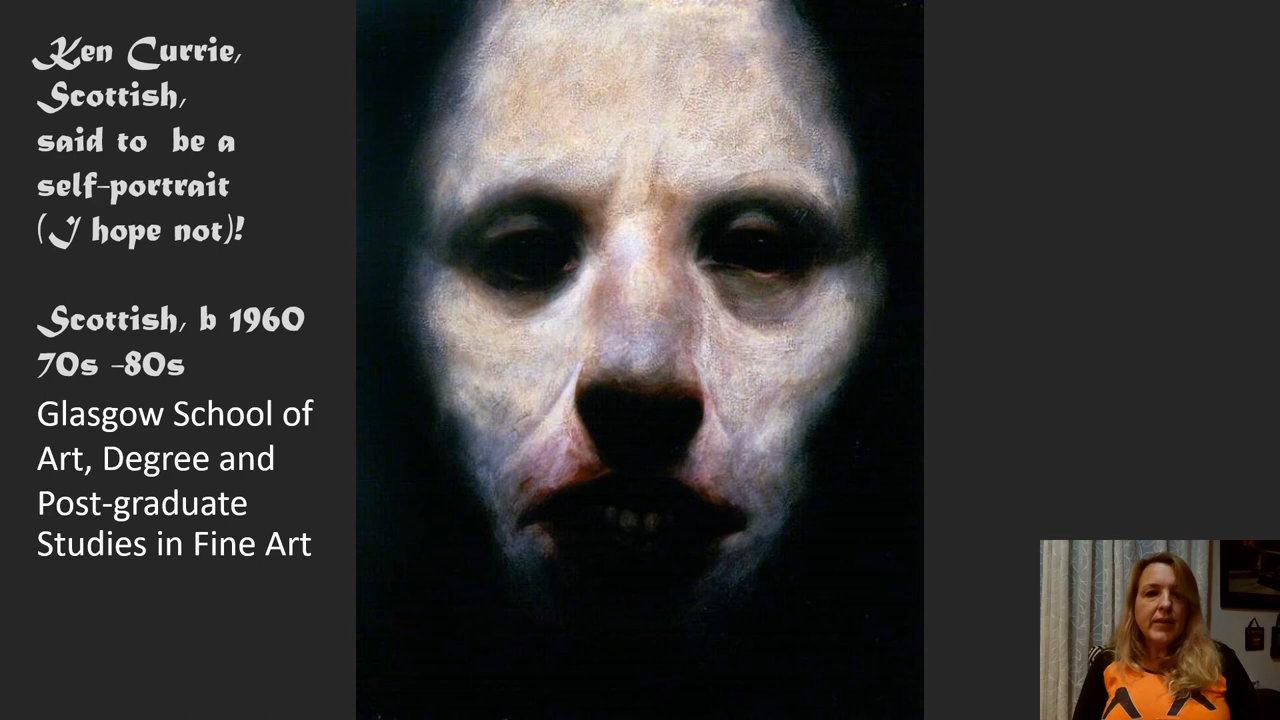 Ken Currie,
Scottish,
said to be a
self-portrait
(I hope not)!
Scottish, b 1960
70s -80s
Glasgow School of
Art, Degree and
Post-graduate
Studies in Fine Art